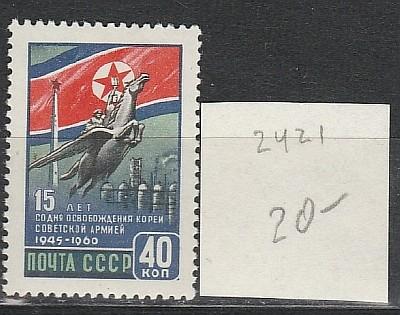 15 ЛЕТ
СО ДНЯ ОСВОБОЖДЕНИЯ КОРЕИ
СОВЕТСКОЙ АРМИЕЙ
1945-1960
ПОЧТА СССР 40 КОП
2421
20-